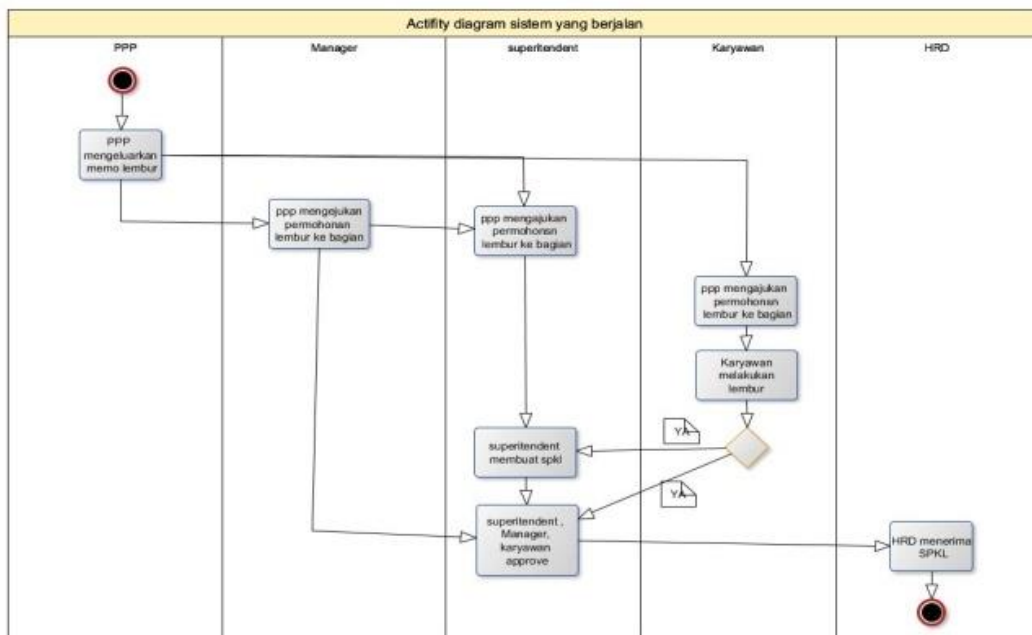 Actifity diagram sistem yang berjalan
PPP
Manager
superitendent
Karyawan
HRD
PPP
mengeluarkan
memo lembur
ppp mengojukan
permohonan
lembur ke bagian
ppp mengajukan
permohonsn
lembur ke bagian
ppp mengajukan
permohonan
lembur ke bagian
Karyawan
melakukan
lembur
YA
superitendent
membuat spkl
YA
superitendent ,
Manager,
karyawan
approve
HRD menerima
SPKL